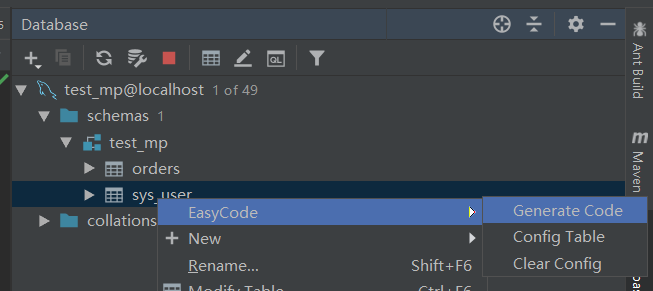 Database
QL
test_mp@localhost 1 of 49
schemas 1
test_mp
orders
sys_user
collations
EasyCode
New
Rename... Shift+F6
Modify Table... Ctrl+F6
Generate Code
Config Table
Clear Config
Ant Build
m Maven